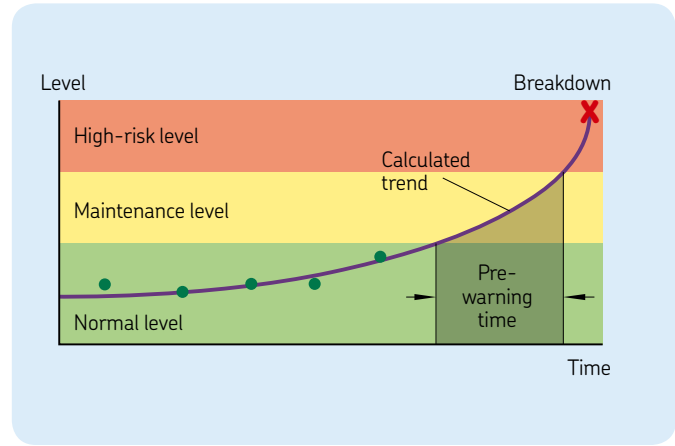 Level
Breakdown
High-risk level
Calculated
trend
Maintenance level
Pre-
warning
time
Normal level
Time